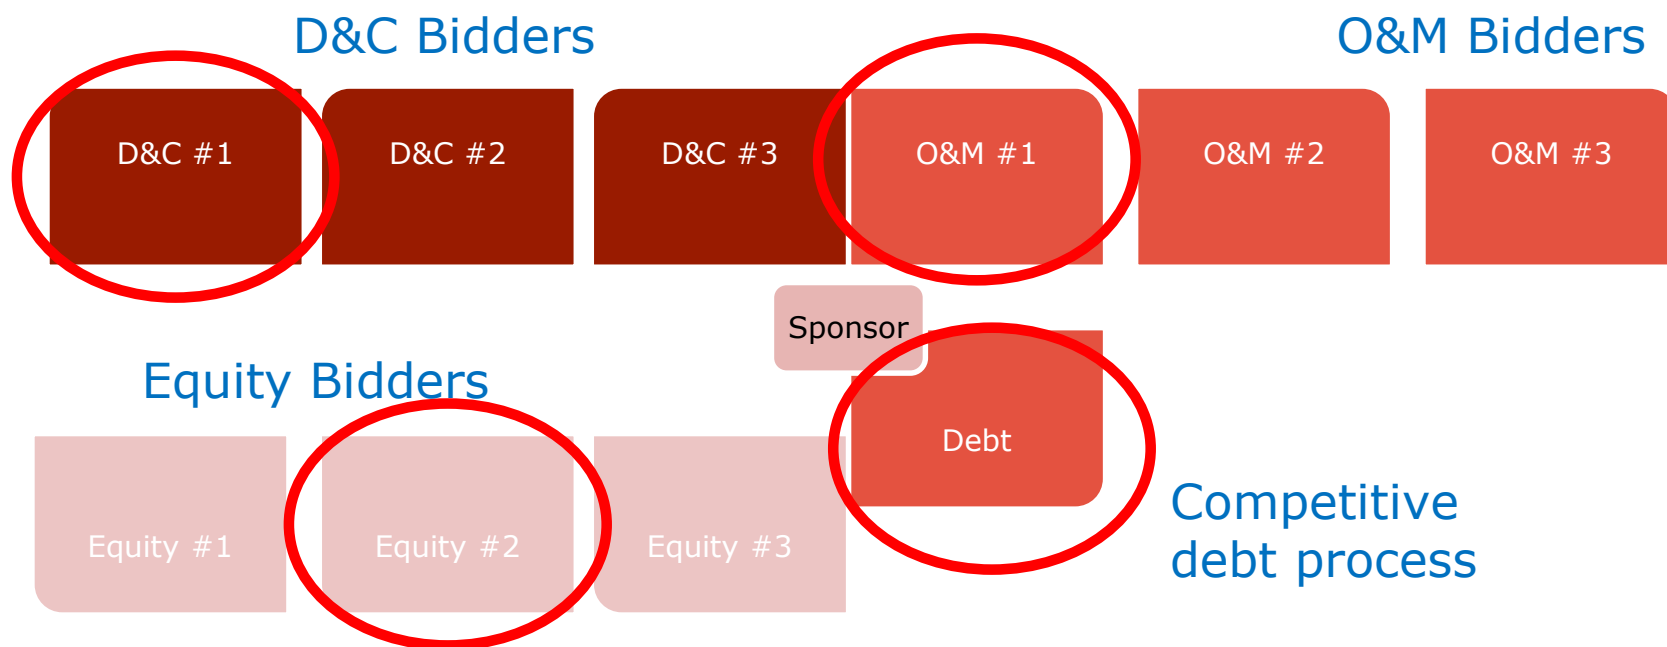 D&C Bidders
O&M Bidders
D&C #1
D&C #2
D&C #3
O&M #1
O&M #2
O&M #3
Sponsor
Equity Bidders
Debt
Equity #1
Equity #2
Equity #3
Competitive
debt process